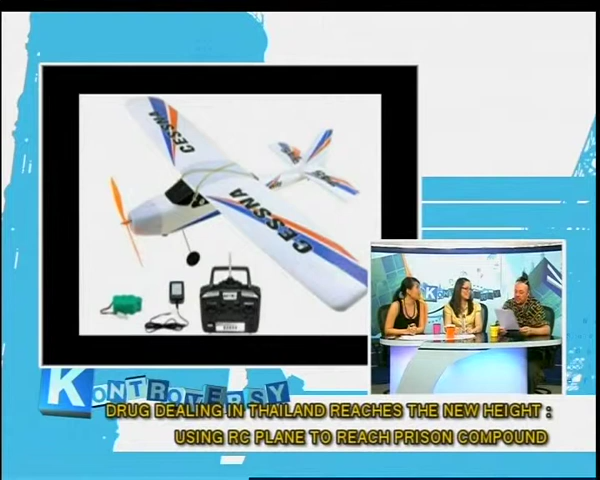 CESSNA
CESSNA
KONTROVERSY
DRUG DEALING IN THAILAND REACHES THE NEW HEIGHT :
USING RC PLANE TO REACH PRISON COMPOUND